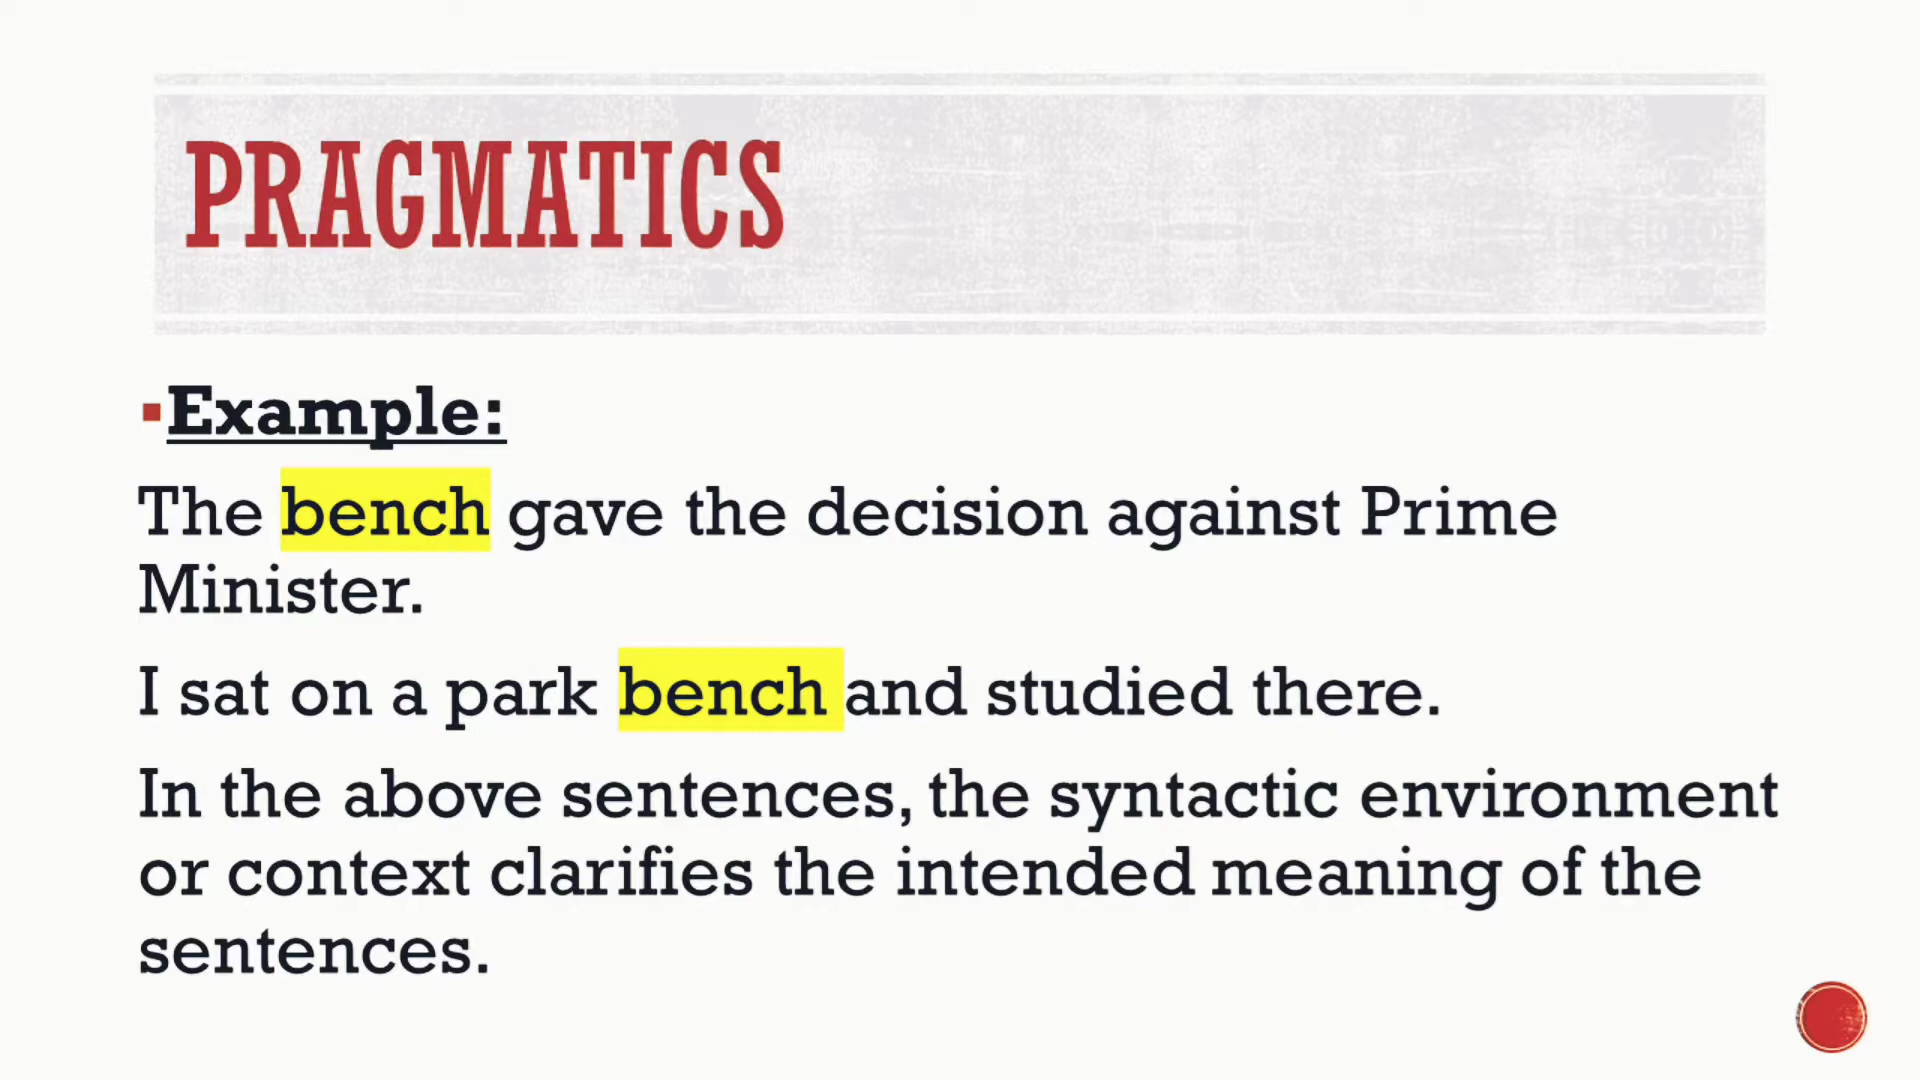 PRAGMATICS
▪Example:
The bench gave the decision against Prime
Minister.
I sat on a park bench and studied there.
In the above sentences, the syntactic environment
or context clarifies the intended meaning of the
sentences.